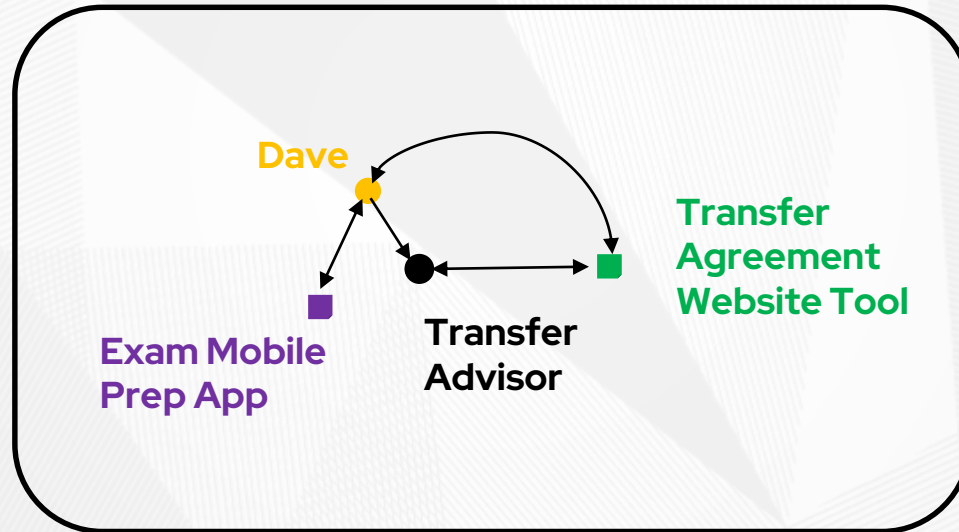 Dave
Transfer
Agreement
Website Tool
Transfer
Advisor
Exam Mobile
Prep App